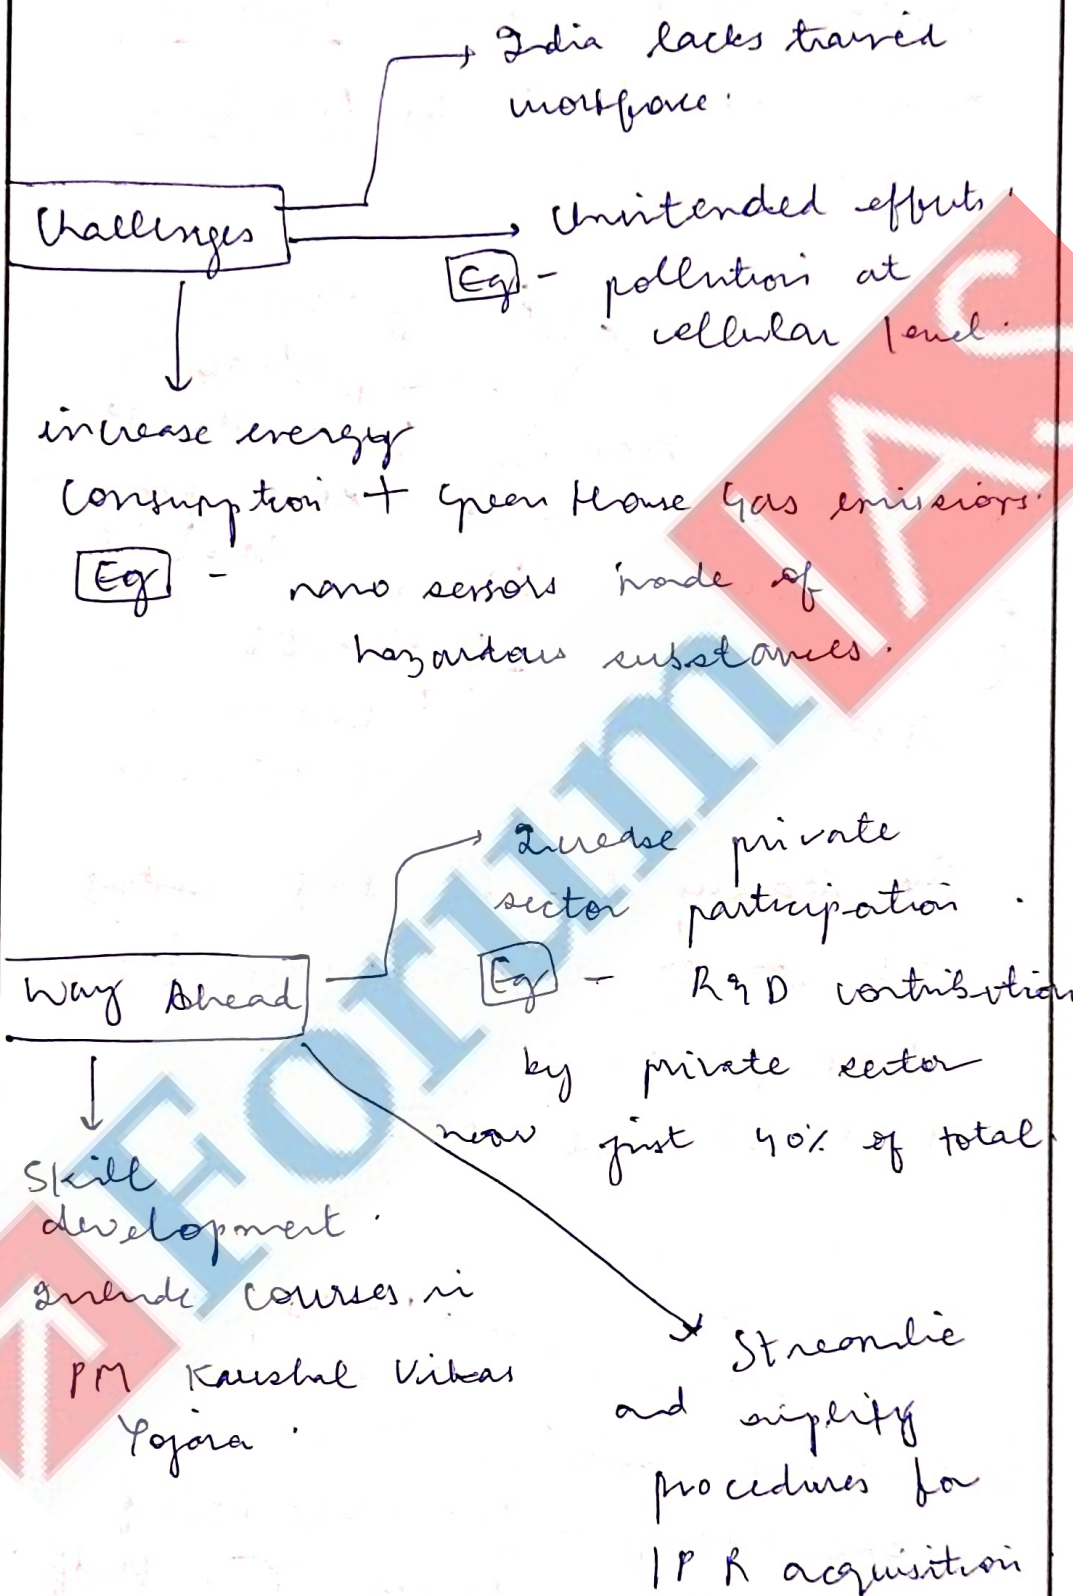 India lacks trained
workforce.
Challenges
Unintended effects.
Eg. - pollution at
cellular level.
increase energy
Consumption + Green House Gas emissions.
Eg - nano sensors made of
hazardous substances.
Increase private
sector participation.
Way Ahead
Eg - R&D contribution
by private sector
now just 40% of total
Skill
development.
Include courses in
PM Kaushal Vikas
Yojana.
Streamline
and simplify
procedures for
IPR acquisition
Forum IAS